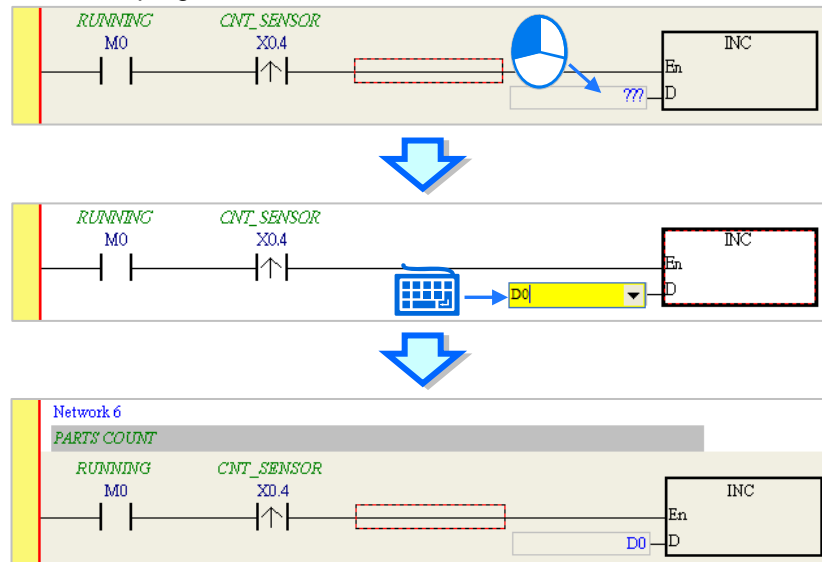 RUNNING CNT_SENSOR
M0 X0.4 INC
En
??? D
RUNNING CNT_SENSOR
M0 X0.4 INC
En
D0 D
Network 6
PARTS COUNT
RUNNING CNT_SENSOR
M0 X0.4 INC
En
D0 D